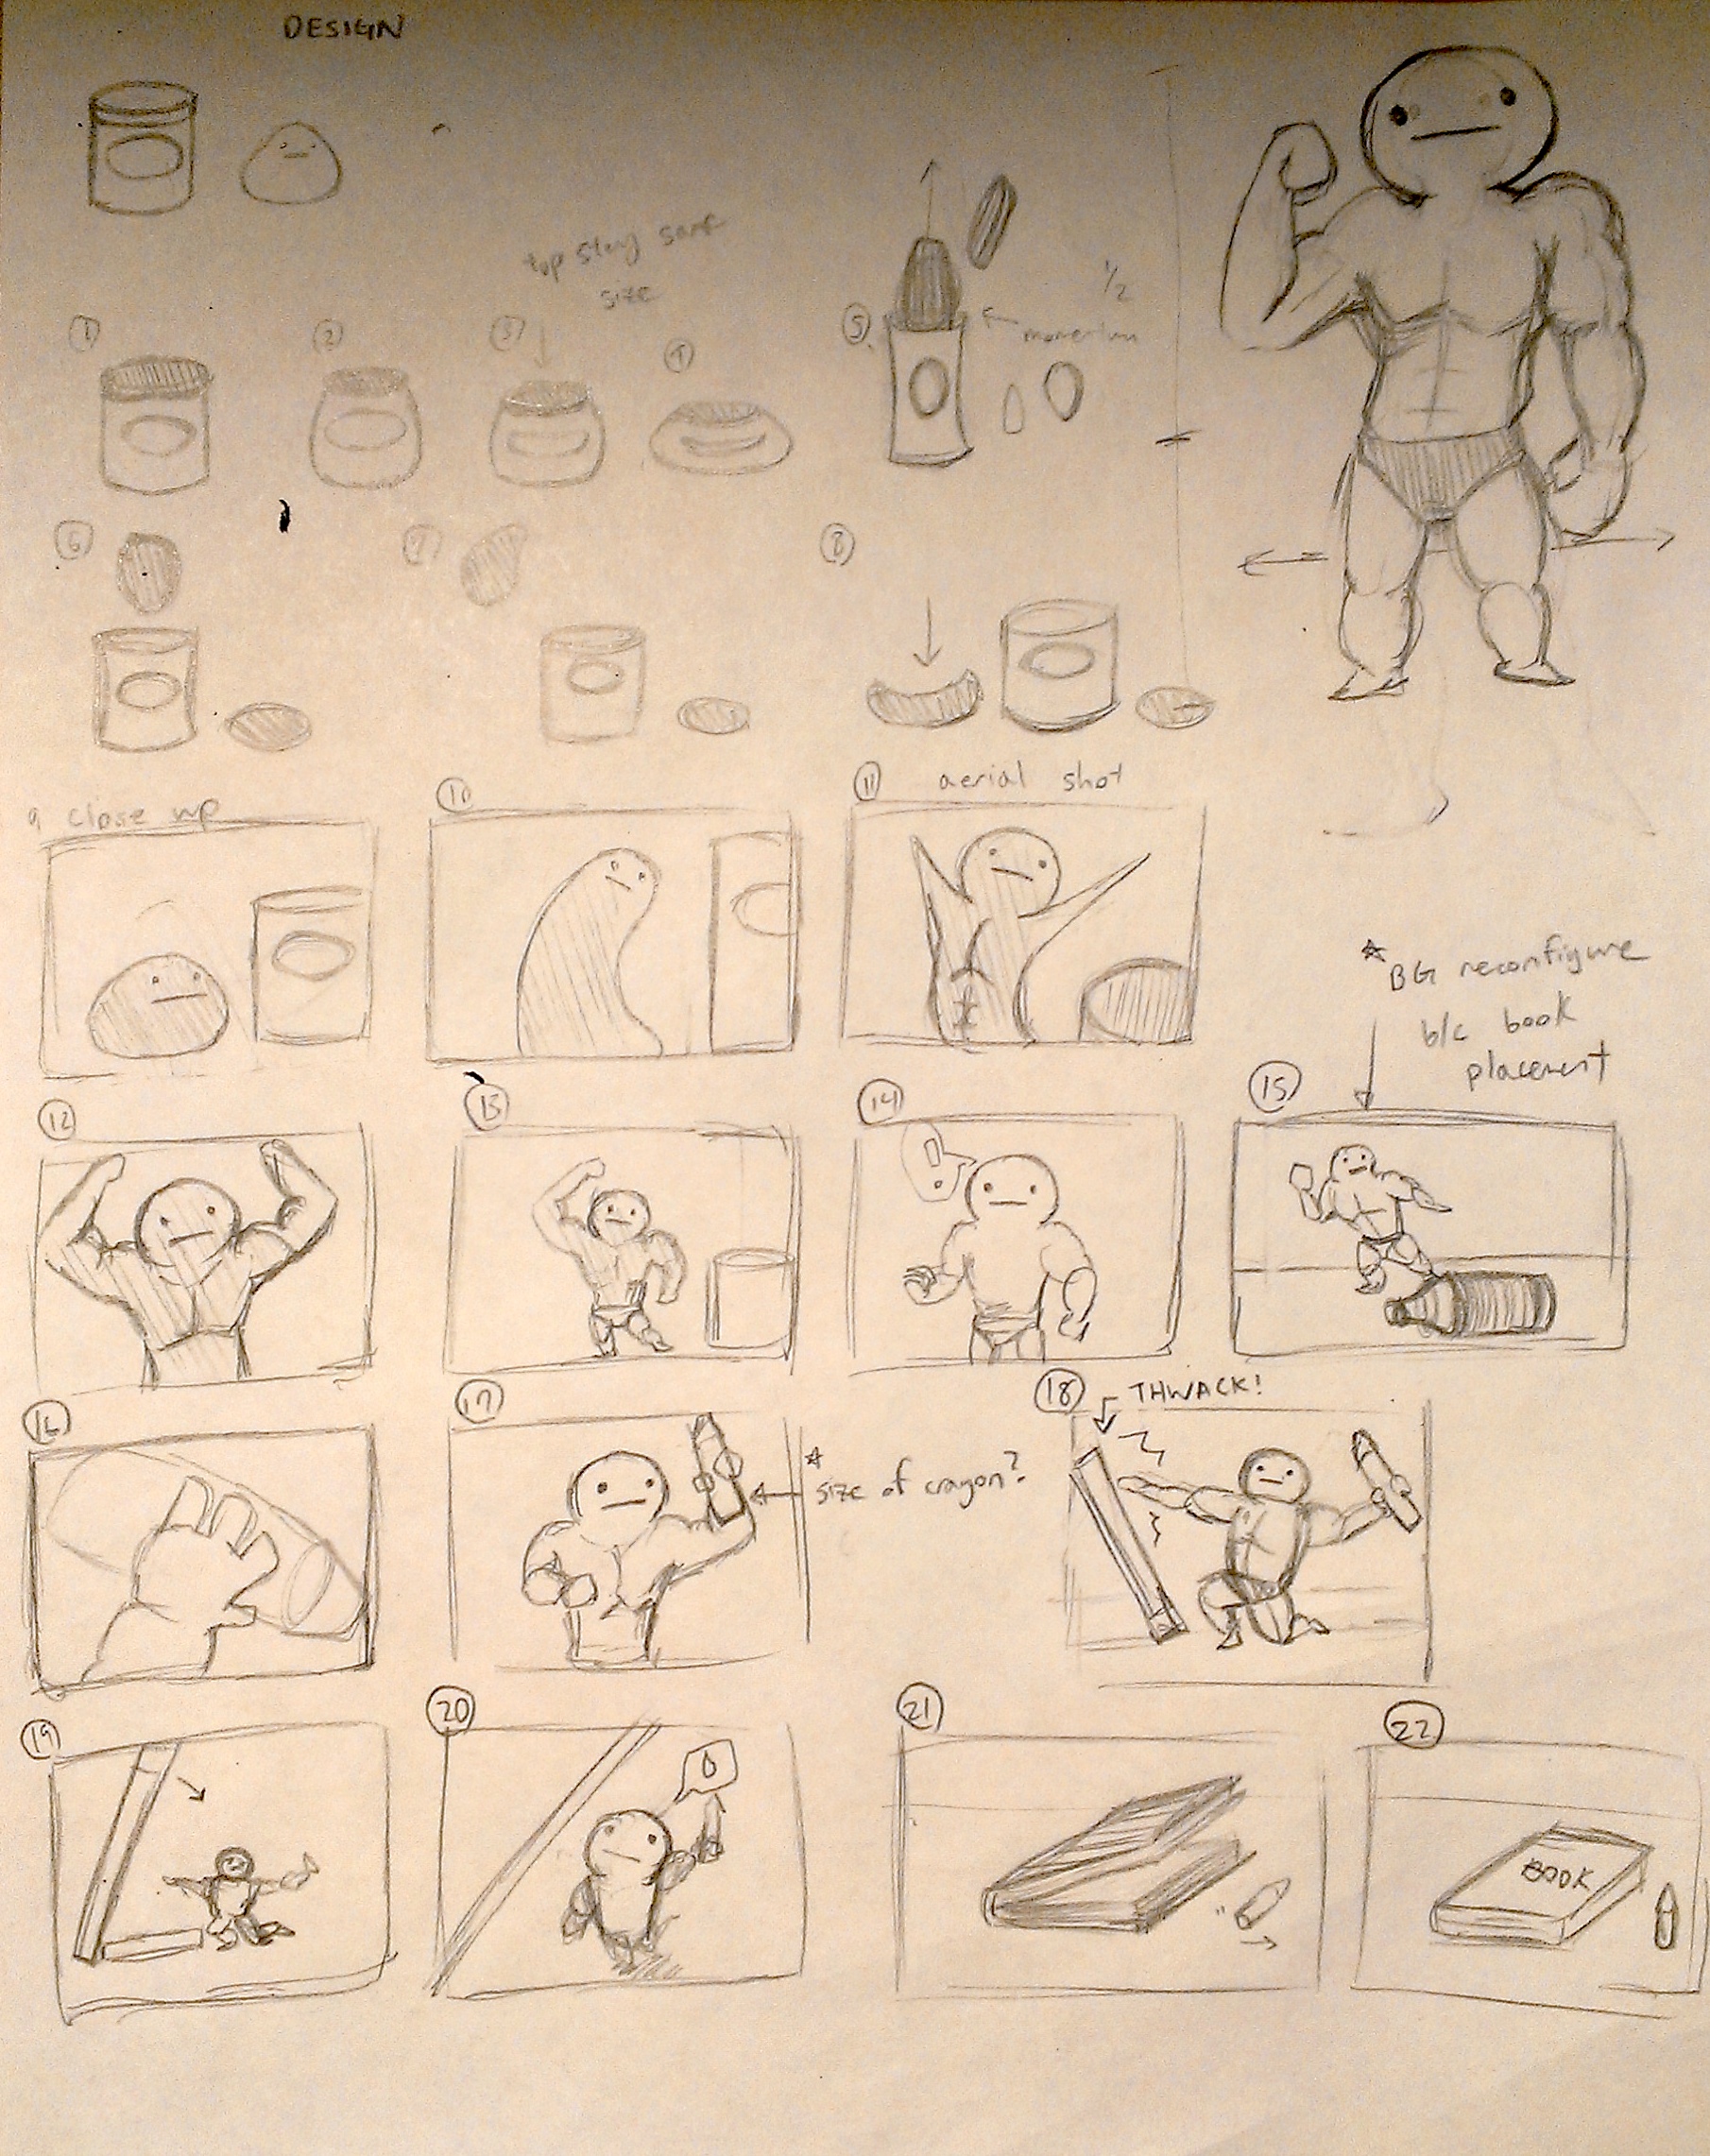 DESIGN
top stay same
size
1
2
3
4
5
1/2
momentum
6
7
8
9 close up
10
11 aerial shot
*BG reconfigure
b/c book
placement
12
13
14
!
15
16
17
* size of crayon?
18 THWACK!
19
20
21
22
BOOK